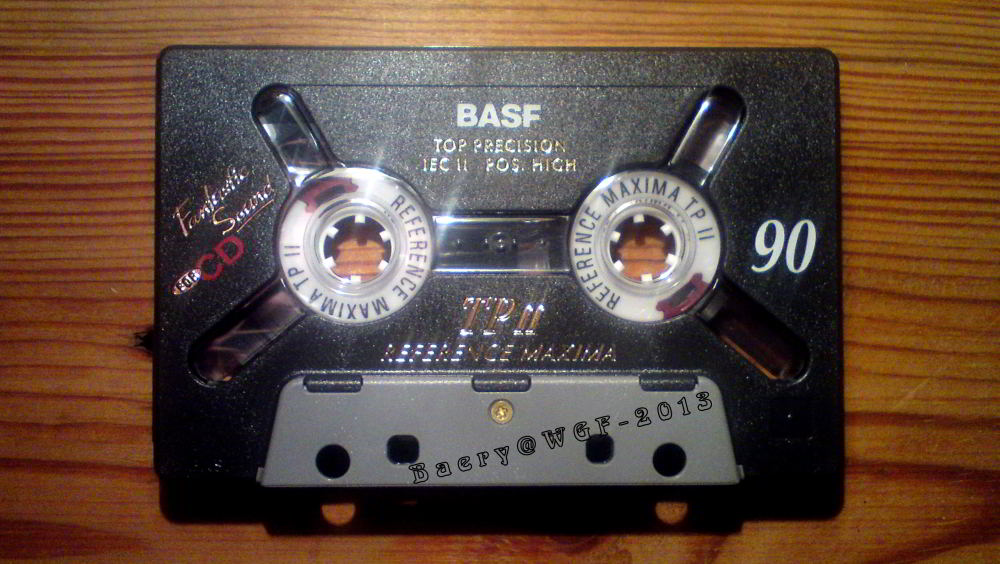 BASF
TOP PRECISION
IEC II POS. HIGH
Fantastic
Sound
FOR CD
REFERENCE MAXIMA TP II
REFERENCE MAXIMA TP II
90
TP II
REFERENCE MAXIMA
Baery@WGF-2013